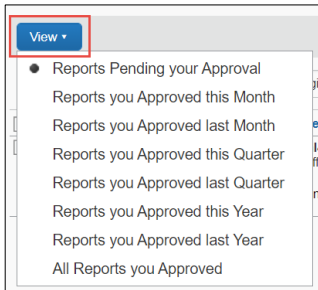 View
Reports Pending your Approval
Reports you Approved this Month
Reports you Approved last Month
Reports you Approved this Quarter
Reports you Approved last Quarter
Reports you Approved this Year
Reports you Approved last Year
All Reports you Approved